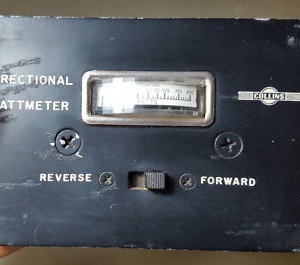 RECTIONAL
ATTMETER
COLLINS
REVERSE
FORWARD